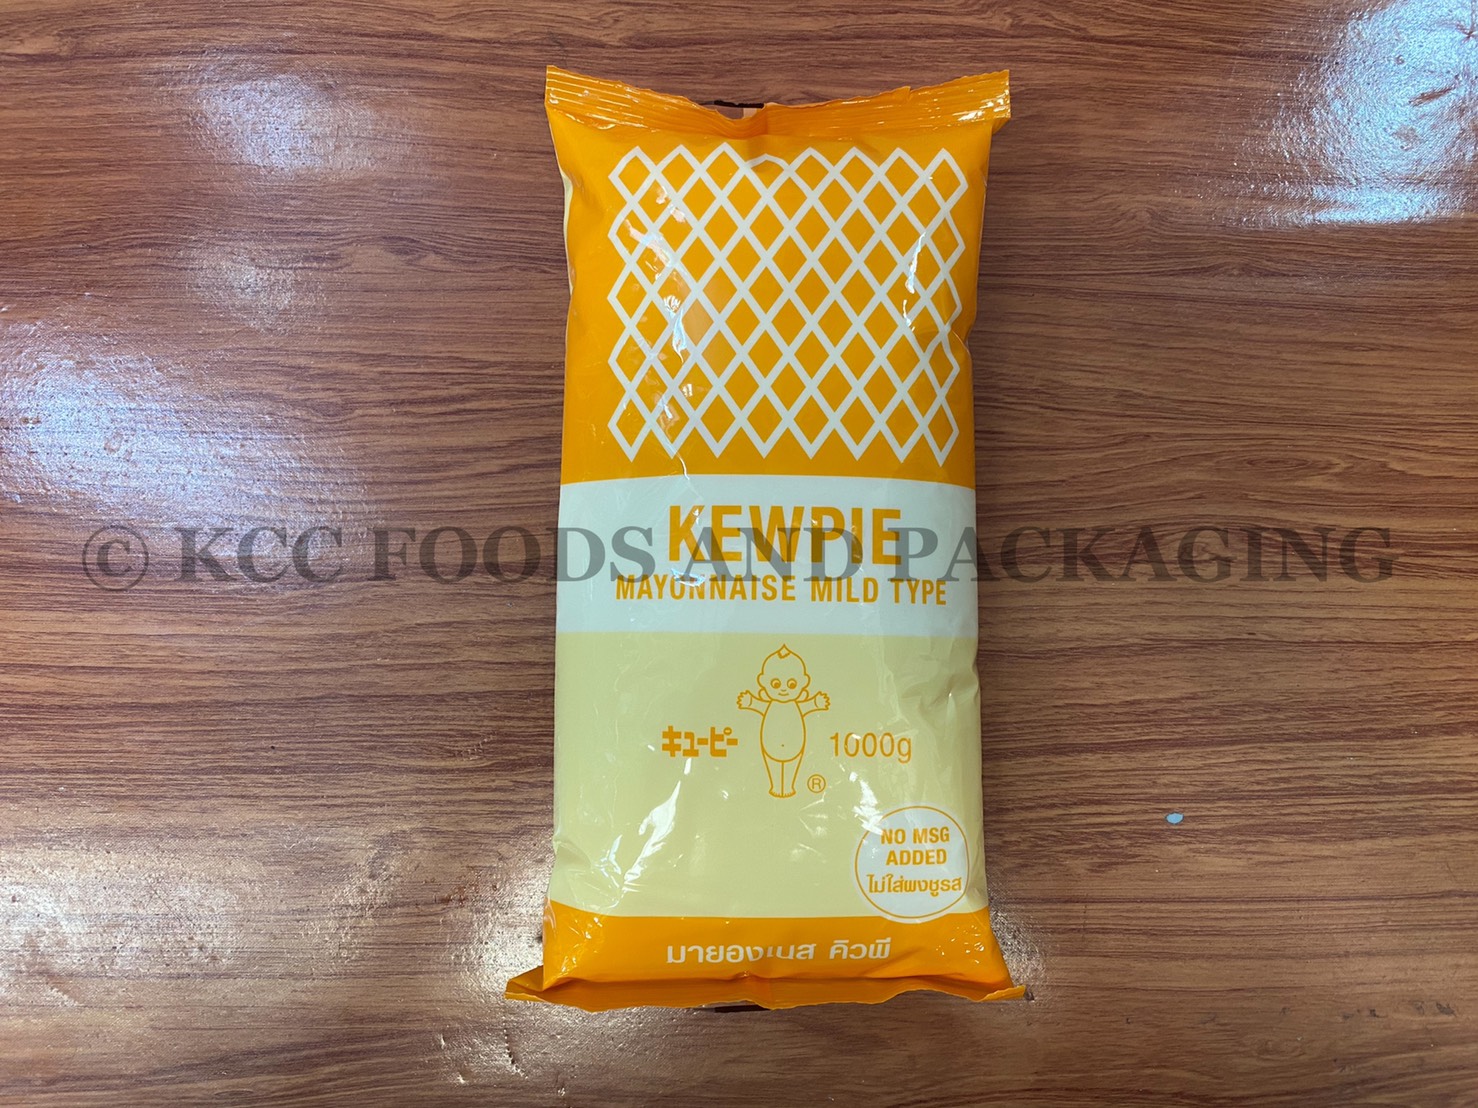 KEWPIE
© KCC FOODS AND PACKAGING
MAYONNAISE MILD TYPE
キューピー 1000g
®
NO MSG
ADDED
ไม่ใส่ผงชูรส
มายองเนส คิวพี